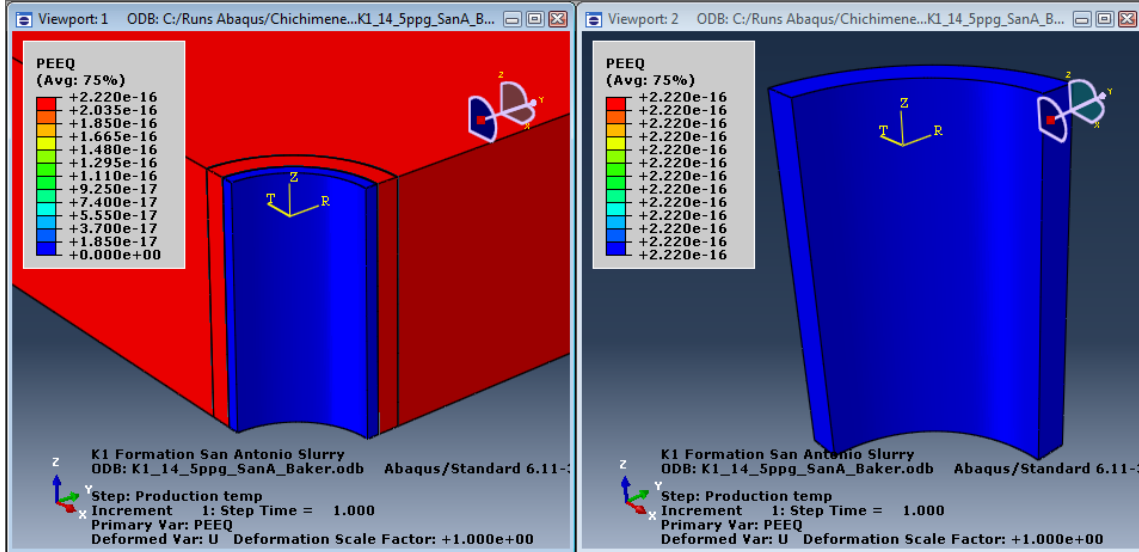 Viewport: 1 ODB: C:/Runs Abaqus/Chichimene...K1_14_5ppg_SanA_B...
PEEQ
(Avg: 75%)
+2.220e-16
+2.035e-16
+1.850e-16
+1.665e-16
+1.480e-16
+1.295e-16
+1.110e-16
+9.250e-17
+7.400e-17
+5.550e-17
+3.700e-17
+1.850e-17
+0.000e+00
Z
Y
X
Z
T R
Z
Y
X
K1 Formation San Antonio Slurry
ODB: K1_14_5ppg_SanA_Baker.odb Abaqus/Standard 6.11-3
Step: Production temp
Increment 1: Step Time = 1.000
Primary Var: PEEQ
Deformed Var: U Deformation Scale Factor: +1.000e+00
Viewport: 2 ODB: C:/Runs Abaqus/Chichimene...K1_14_5ppg_SanA_B...
PEEQ
(Avg: 75%)
+2.220e-16
+2.220e-16
+2.220e-16
+2.220e-16
+2.220e-16
+2.220e-16
+2.220e-16
+2.220e-16
+2.220e-16
+2.220e-16
+2.220e-16
+2.220e-16
+2.220e-16
Z
Y
X
Z
T R
Z
Y
X
K1 Formation San Antonio Slurry
ODB: K1_14_5ppg_SanA_Baker.odb Abaqus/Standard 6.11-
Step: Production temp
Increment 1: Step Time = 1.000
Primary Var: PEEQ
Deformed Var: U Deformation Scale Factor: +1.000e+00